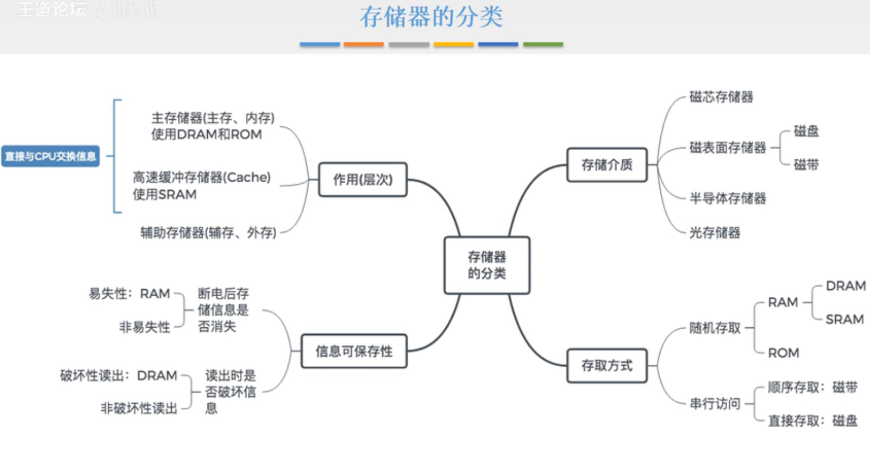 王道论坛
存储器的分类
直接与CPU交换信息
主存储器(主存、内存)
使用DRAM和ROM
高速缓冲存储器(Cache)
使用SRAM
辅助存储器(辅存、外存)
作用(层次)
易失性：RAM
非易失性
断电后存
储信息是
否消失
破坏性读出：DRAM
非破坏性读出
读出时是
否破坏信
息
信息可保存性
存储器
的分类
存储介质
磁芯存储器
磁表面存储器
磁盘
磁带
半导体存储器
光存储器
存取方式
随机存取
RAM
DRAM
SRAM
ROM
串行访问
顺序存取：磁带
直接存取：磁盘